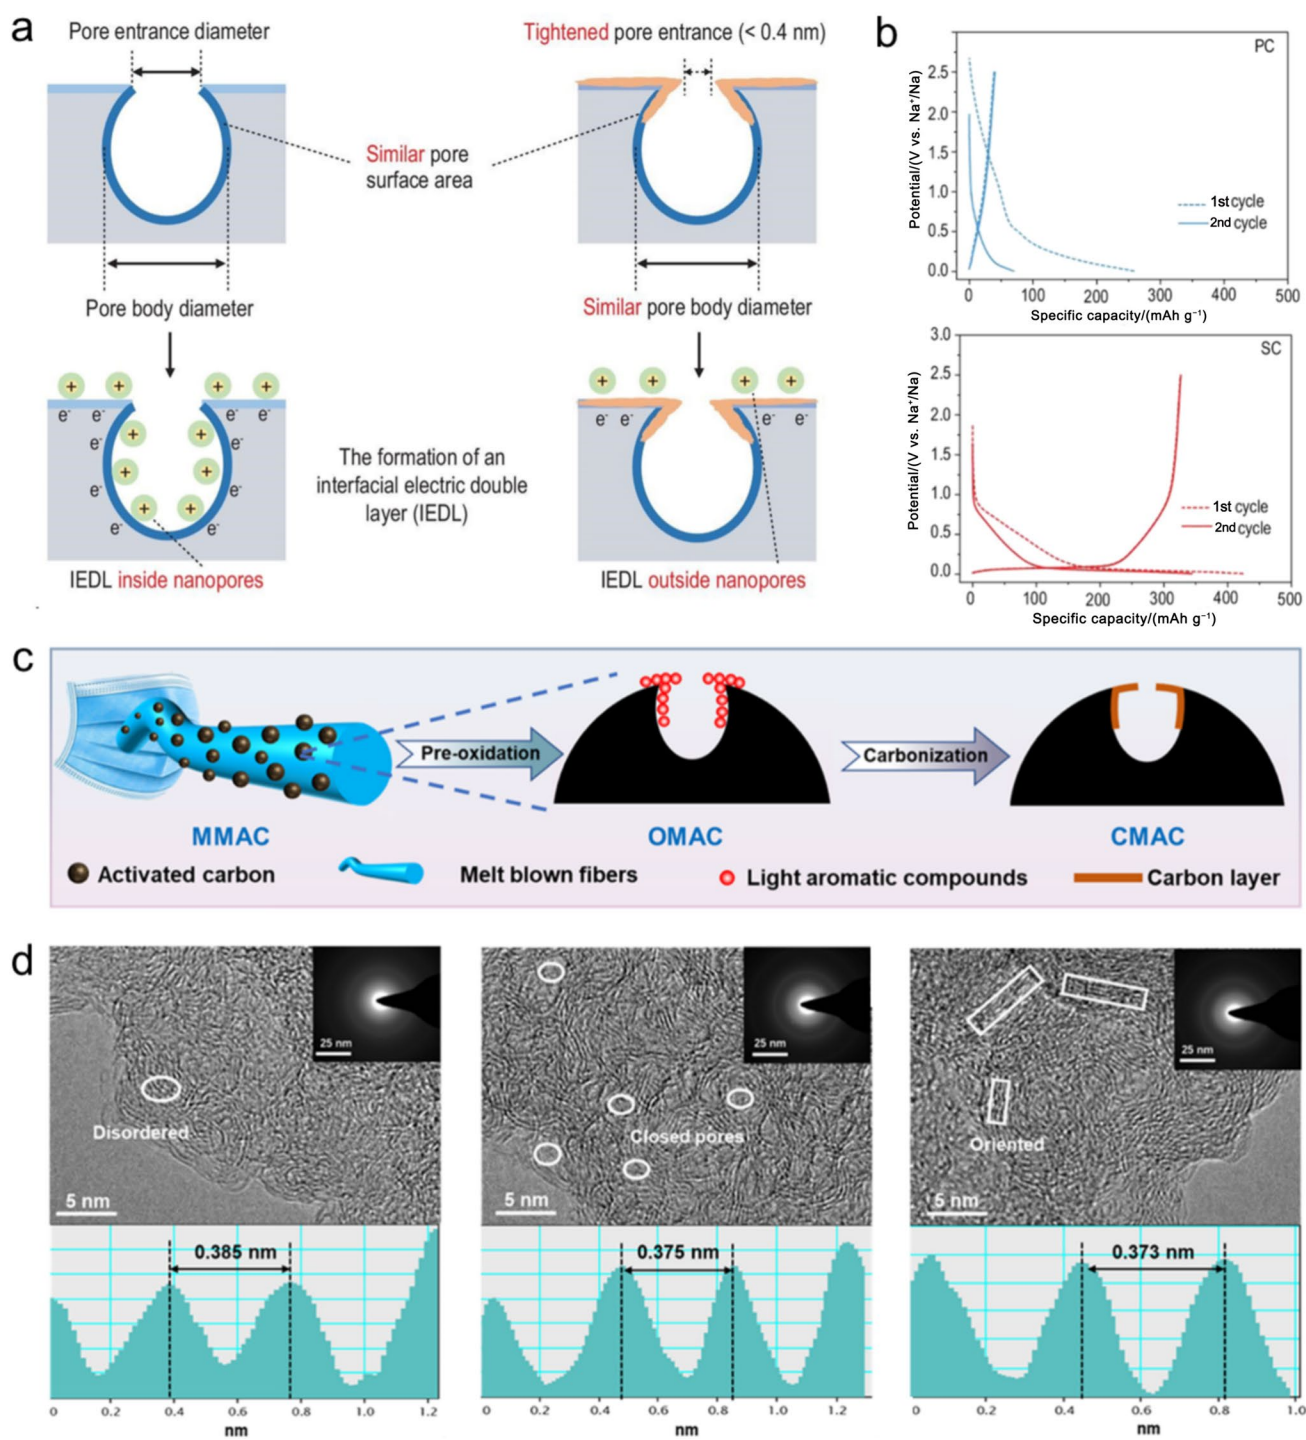 a
Pore entrance diameter
Tightened pore entrance (< 0.4 nm)
Similar pore
surface area
Pore body diameter
Similar pore body diameter
+ + + +
e⁻ e⁻ e⁻ e⁻
e⁻ + + e⁻
e⁻ + + e⁻
e⁻ + + e⁻
+ + + +
e⁻ e⁻ e⁻ e⁻
The formation of an
interfacial electric double
layer (IEDL)
IEDL inside nanopores
IEDL outside nanopores
b
PC
Potential/(V vs. Na⁺/Na)
2.5
2.0
1.5
1.0
0.5
0.0
1st cycle
2nd cycle
0 100 200 300 400 500
Specific capacity/(mAh g⁻¹)
SC
Potential/(V vs. Na⁺/Na)
3.0
2.5
2.0
1.5
1.0
0.5
0.0
1st cycle
2nd cycle
0 100 200 300 400 500
Specific capacity/(mAh g⁻¹)
c
Pre-oxidation
Carbonization
MMAC
OMAC
CMAC
Activated carbon
Melt blown fibers
Light aromatic compounds
Carbon layer
d
25 nm
Disordered
5 nm
0.385 nm
0 0.2 0.4 0.6 0.8 1.0 1.2
nm
25 nm
Closed pores
5 nm
0.375 nm
0 0.2 0.4 0.6 0.8 1.0 1.2
nm
25 nm
Oriented
5 nm
0.373 nm
0 0.2 0.4 0.6 0.8 1.0
nm